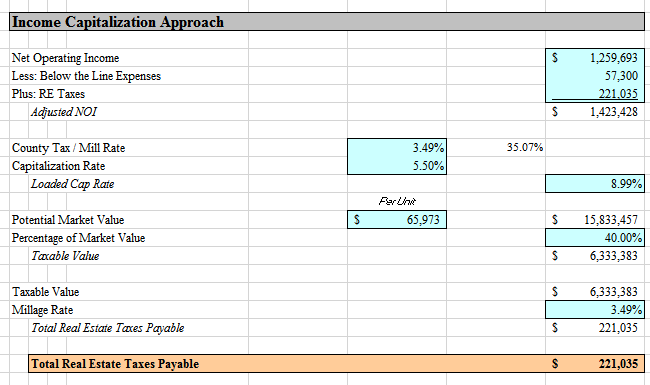 Income Capitalization Approach
Net Operating Income $ 1,259,693
Less: Below the Line Expenses 57,300
Plus: RE Taxes 221,035
Adjusted NOI $ 1,423,428
County Tax / Mill Rate 3.49% 35.07%
Capitalization Rate 5.50%
Loaded Cap Rate 8.99%
Per Unit
Potential Market Value $ 65,973 $ 15,833,457
Percentage of Market Value 40.00%
Taxable Value $ 6,333,383
Taxable Value $ 6,333,383
Millage Rate 3.49%
Total Real Estate Taxes Payable $ 221,035
Total Real Estate Taxes Payable $ 221,035